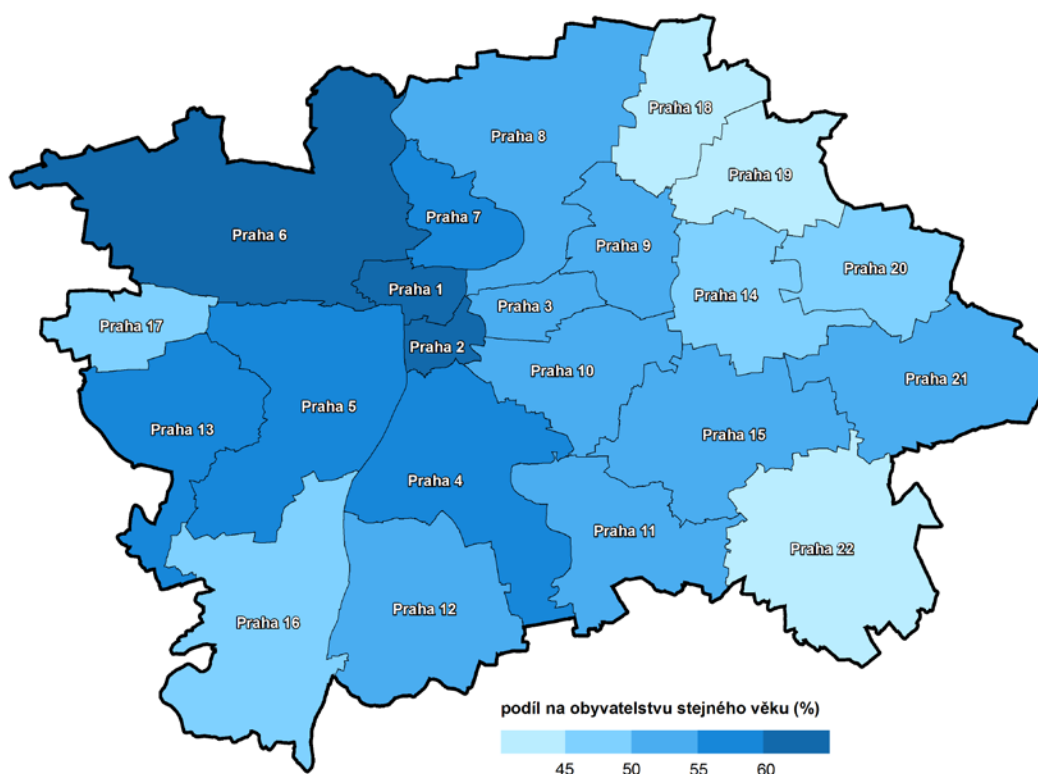 Praha 18
Praha 8
Praha 19
Praha 7
Praha 6
Praha 9
Praha 20
Praha 1
Praha 14
Praha 3
Praha 17
Praha 2
Praha 10
Praha 21
Praha 5
Praha 13
Praha 15
Praha 4
Praha 11
Praha 22
Praha 12
Praha 16
podíl na obyvatelstvu stejného věku (%)
45 50 55 60